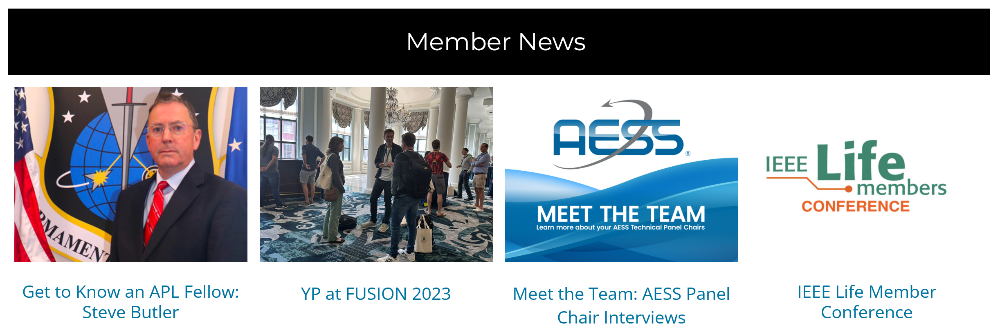 Member News
RMAMENT
AESS®
MEET THE TEAM
Learn more about your AESS Technical Panel Chairs
IEEE Life
members
CONFERENCE
Get to Know an APL Fellow:
Steve Butler
YP at FUSION 2023
Meet the Team: AESS Panel
Chair Interviews
IEEE Life Member
Conference